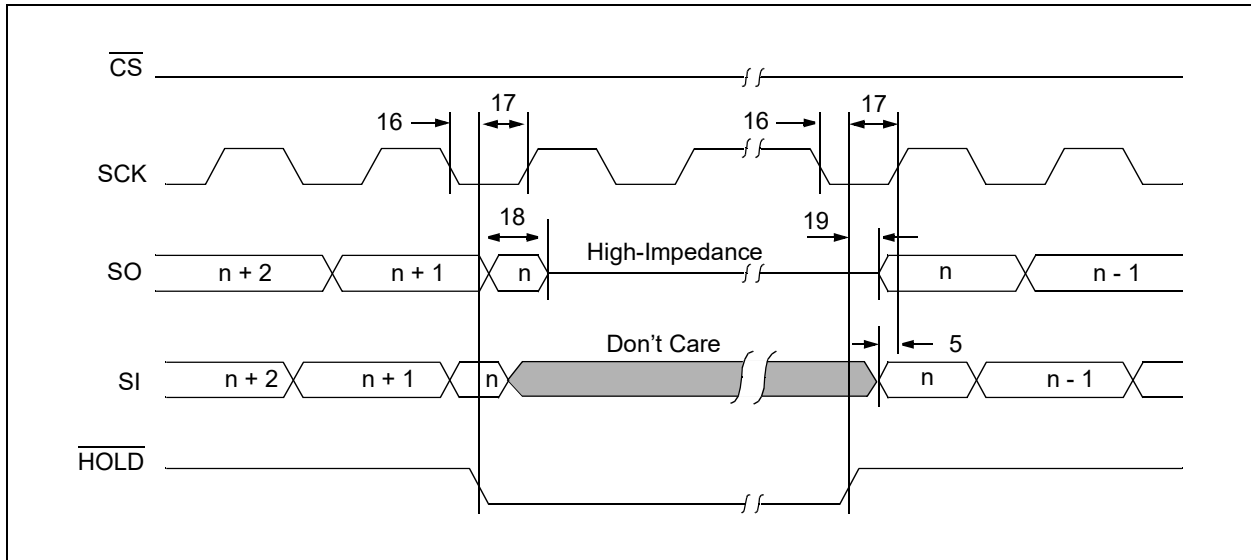 CS
16
17
16
17
SCK
18
19
High-Impedance
SO
n + 2
n + 1
n
n
n - 1
Don't Care
5
SI
n + 2
n + 1
n
n
n - 1
HOLD